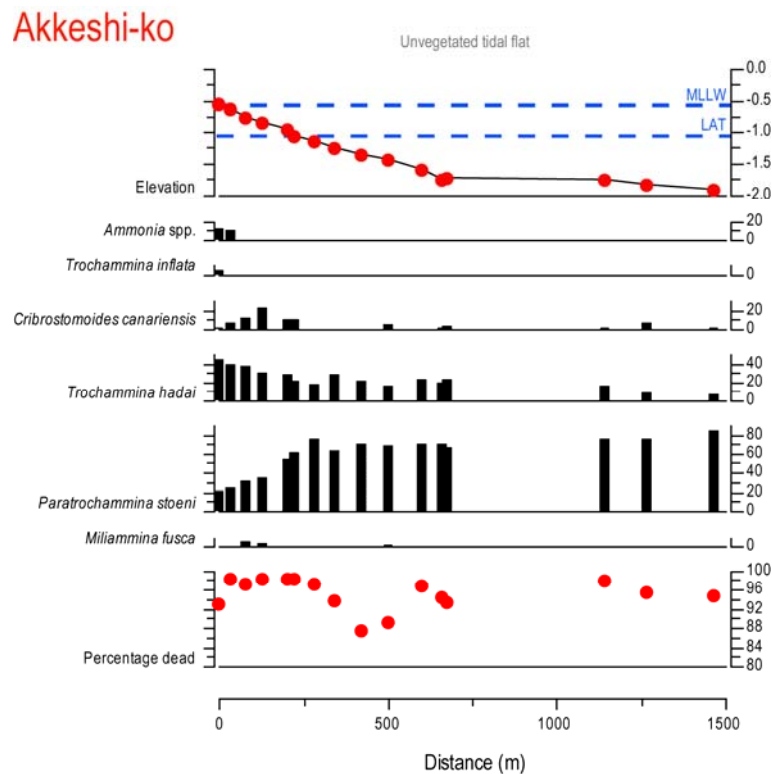 Akkeshi-ko
Unvegetated tidal flat
0.0
MLLW
-0.5
LAT
-1.0
-1.5
Elevation
-2.0
20
Ammonia spp.
0
Trochammina inflata
0
20
Cribrostomoides canariensis
0
40
Trochammina hadai
20
0
80
60
40
20
Paratrochammina stoeni
0
Miliammina fusca
0
100
96
92
88
84
Percentage dead
80
0
500
1000
1500
Distance (m)